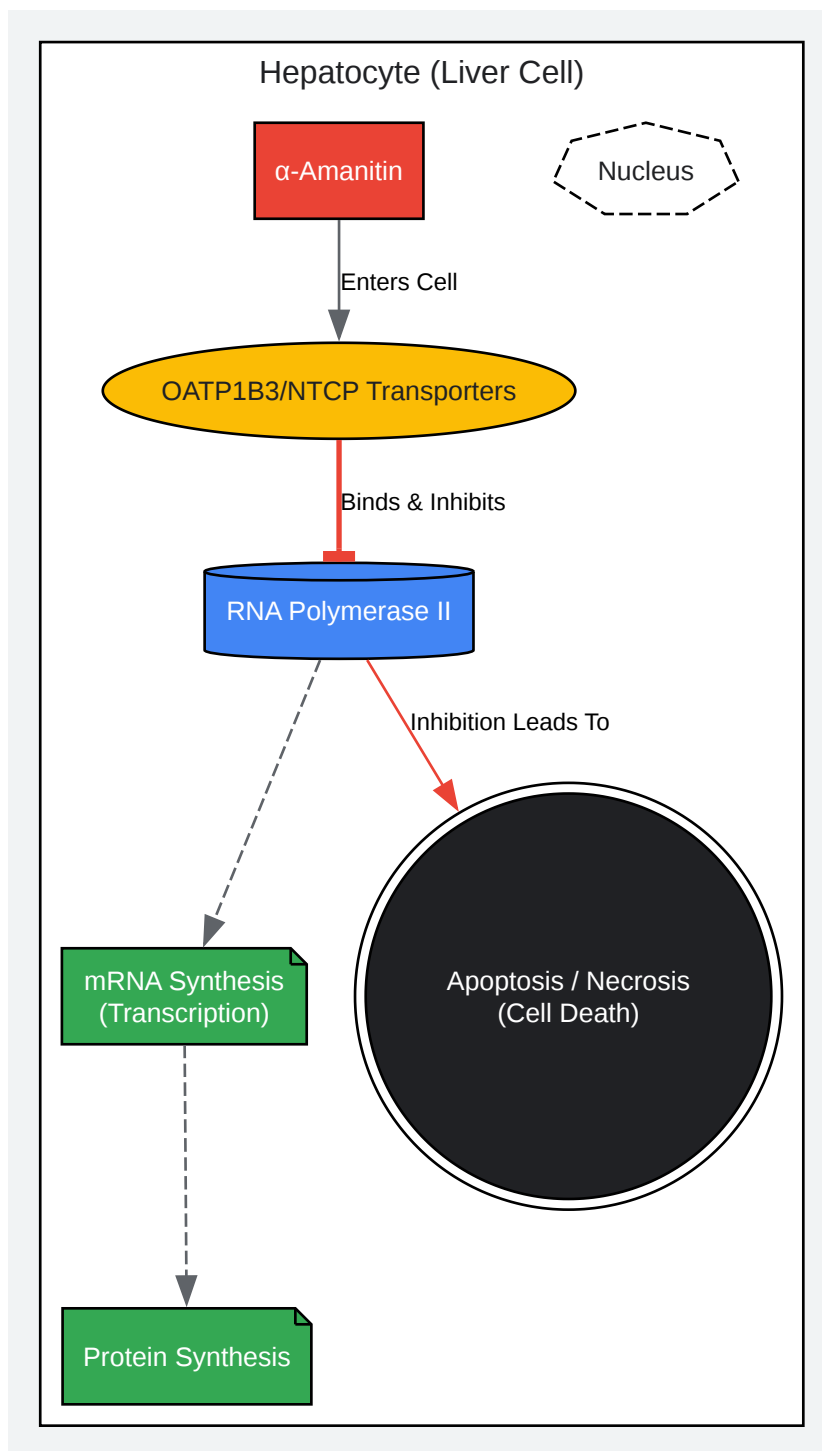 Hepatocyte (Liver Cell)
α-Amanitin
Nucleus
Enters Cell
OATP1B3/NTCP Transporters
Binds & Inhibits
RNA Polymerase II
Inhibition Leads To
mRNA Synthesis
(Transcription)
Apoptosis / Necrosis
(Cell Death)
Protein Synthesis